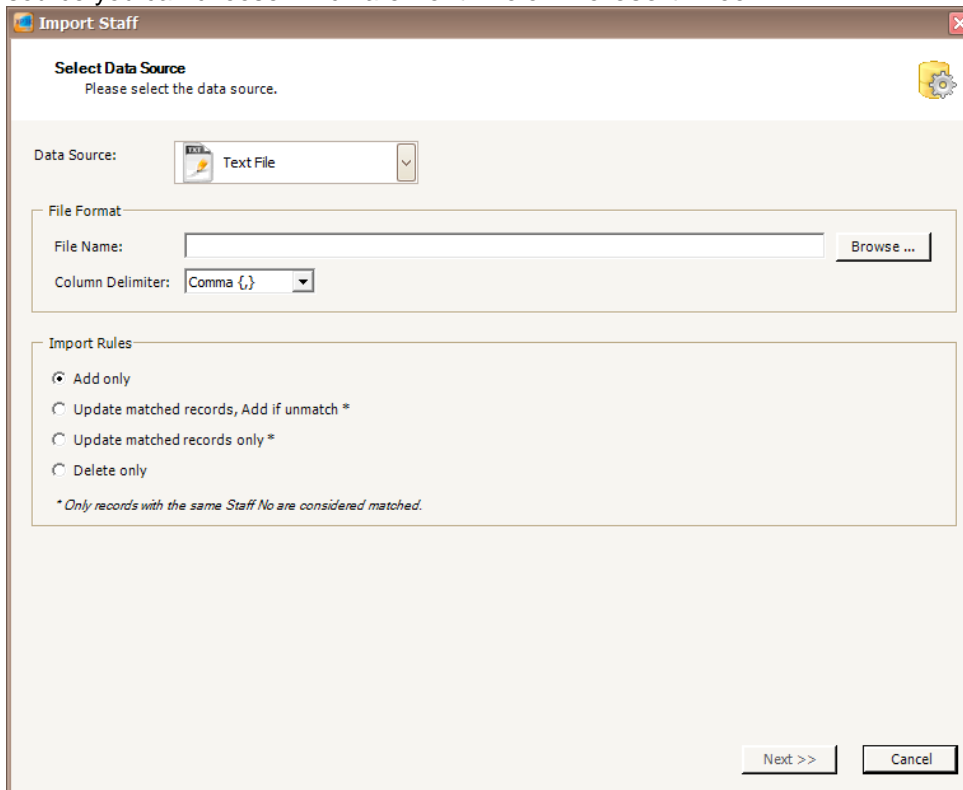 Import Staff
Select Data Source
Please select the data source.
Data Source:
TXT
Text File
File Format
File Name:
Browse ...
Column Delimiter:
Comma {,}
Import Rules
Add only
Update matched records, Add if unmatch *
Update matched records only *
Delete only
* Only records with the same Staff No are considered matched.
Next >>
Cancel